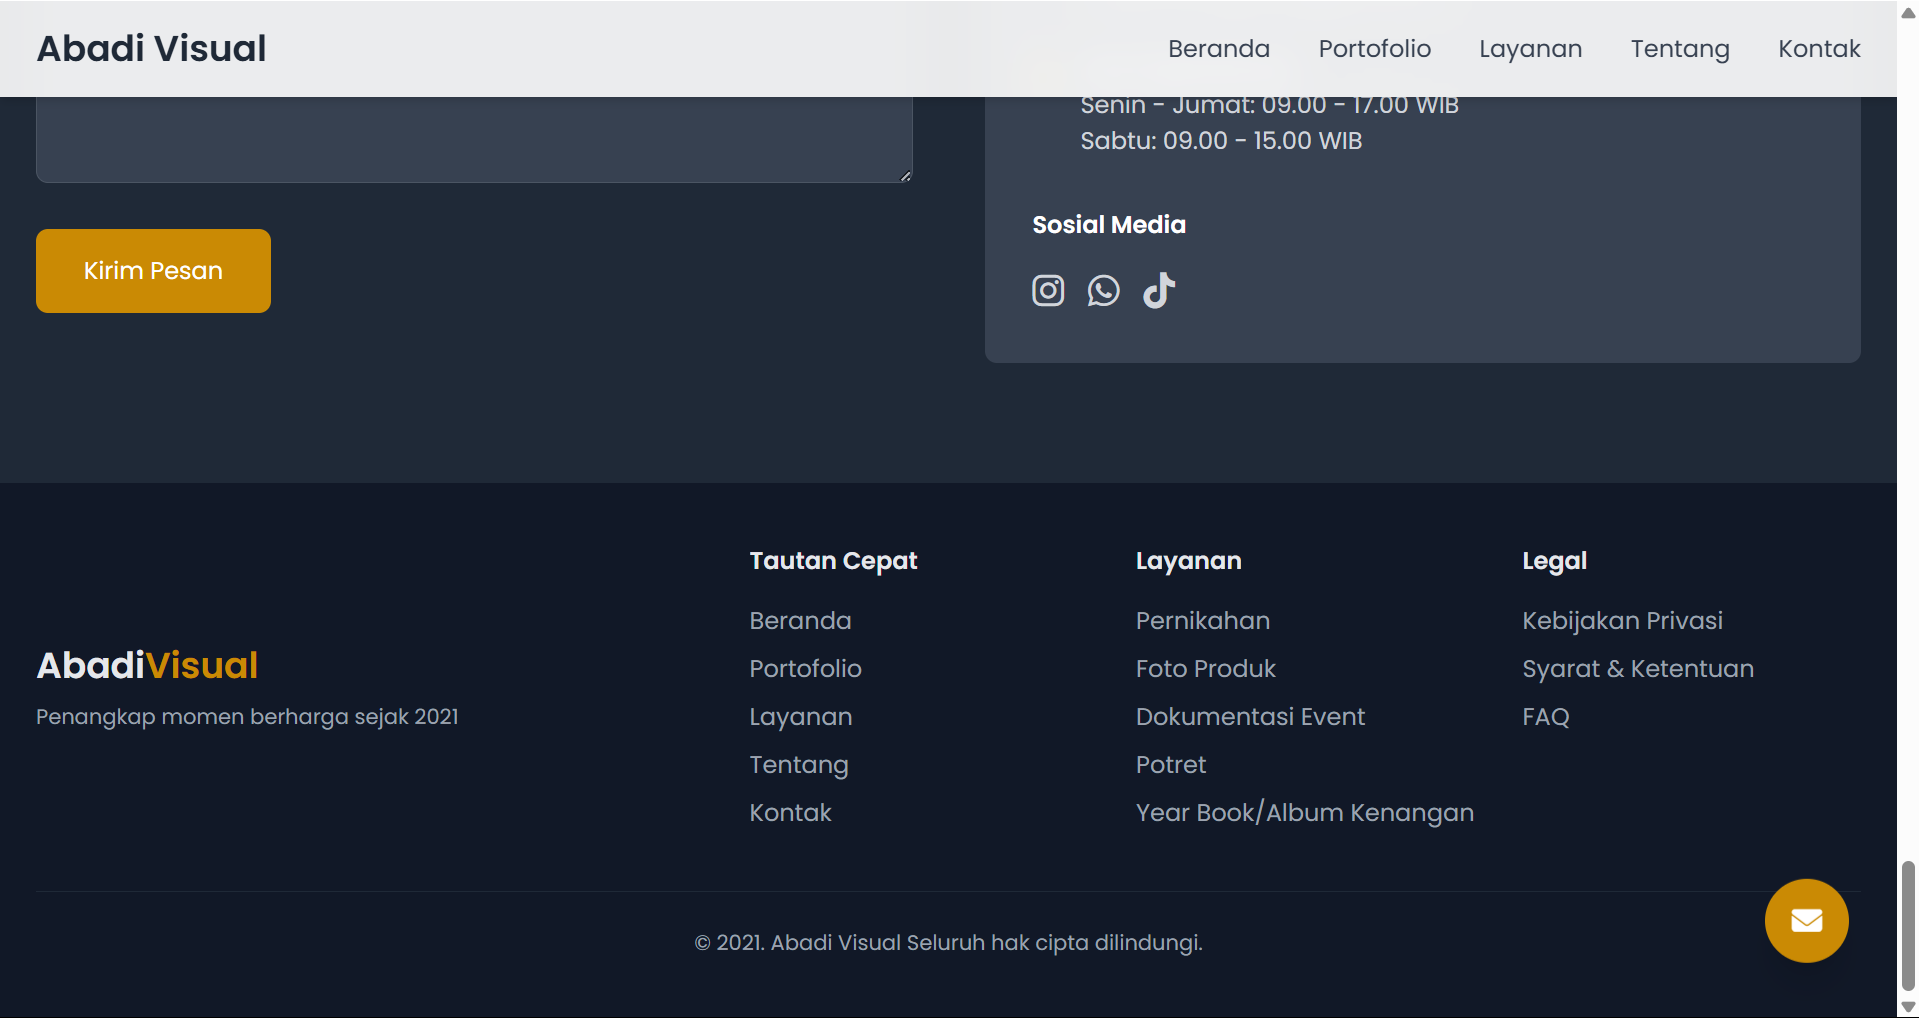 Abadi Visual
Beranda
Portofolio
Layanan
Tentang
Kontak
Senin - Jumat: 09.00 - 17.00 WIB
Sabtu: 09.00 - 15.00 WIB
Sosial Media
Kirim Pesan
AbadiVisual
Penangkap momen berharga sejak 2021
Tautan Cepat
Beranda
Portofolio
Layanan
Tentang
Kontak
Layanan
Pernikahan
Foto Produk
Dokumentasi Event
Potret
Year Book/Album Kenangan
Legal
Kebijakan Privasi
Syarat & Ketentuan
FAQ
© 2021. Abadi Visual Seluruh hak cipta dilindungi.